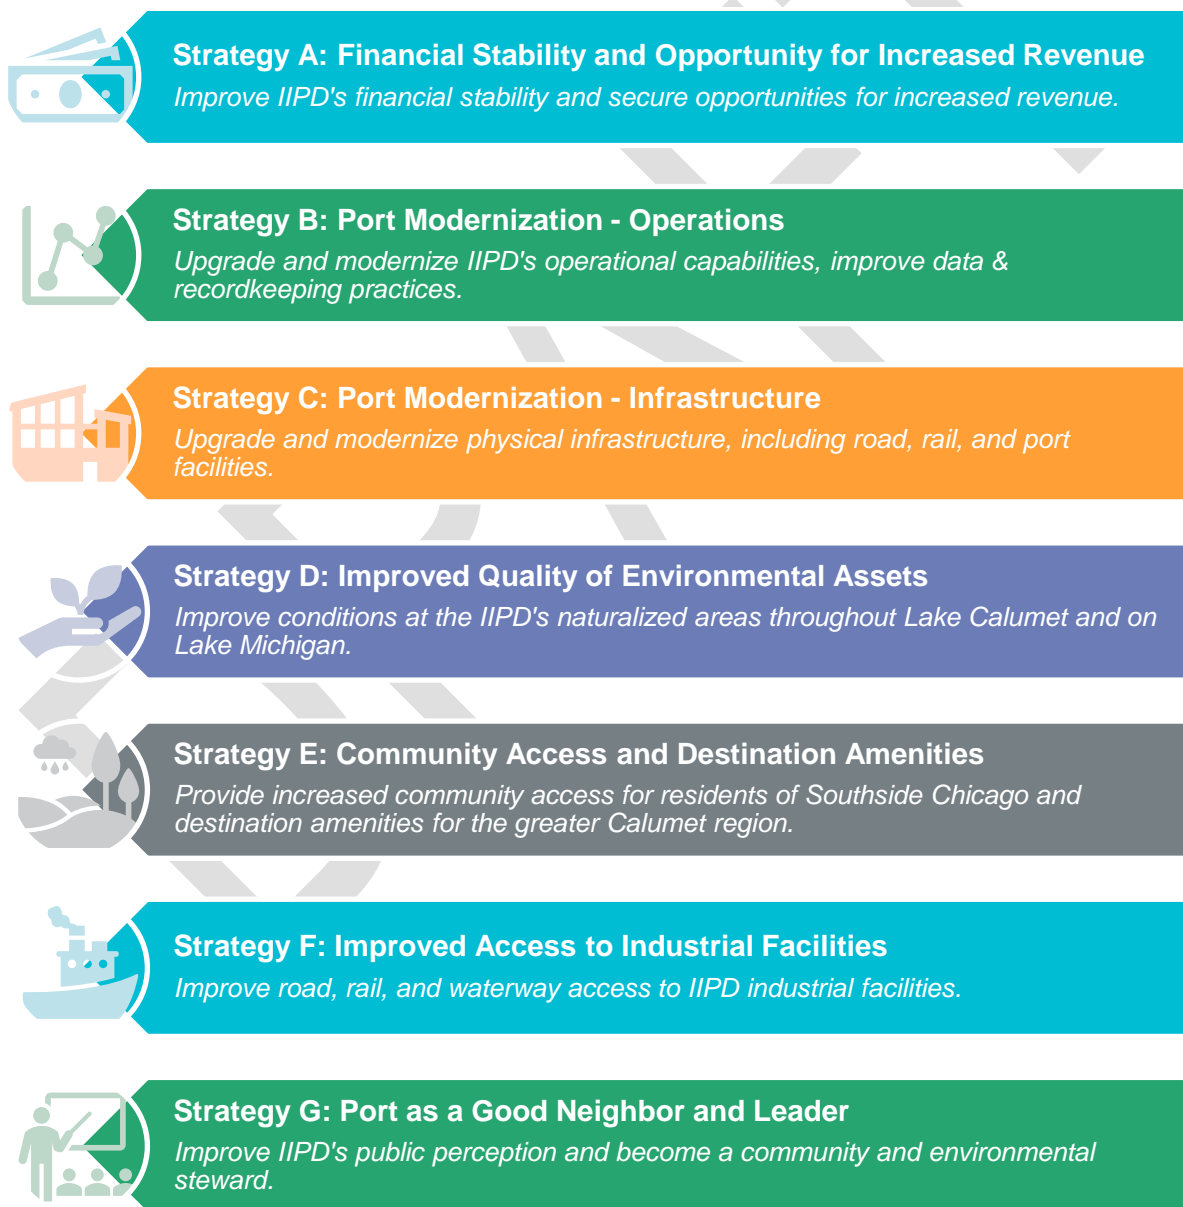 Strategy A: Financial Stability and Opportunity for Increased Revenue
Improve IIPD's financial stability and secure opportunities for increased revenue.
Strategy B: Port Modernization - Operations
Upgrade and modernize IIPD's operational capabilities, improve data &
recordkeeping practices.
Strategy C: Port Modernization - Infrastructure
Upgrade and modernize physical infrastructure, including road, rail, and port
facilities.
Strategy D: Improved Quality of Environmental Assets
Improve conditions at the IIPD's naturalized areas throughout Lake Calumet and on
Lake Michigan.
Strategy E: Community Access and Destination Amenities
Provide increased community access for residents of Southside Chicago and
destination amenities for the greater Calumet region.
Strategy F: Improved Access to Industrial Facilities
Improve road, rail, and waterway access to IIPD industrial facilities.
Strategy G: Port as a Good Neighbor and Leader
Improve IIPD's public perception and become a community and environmental
steward.